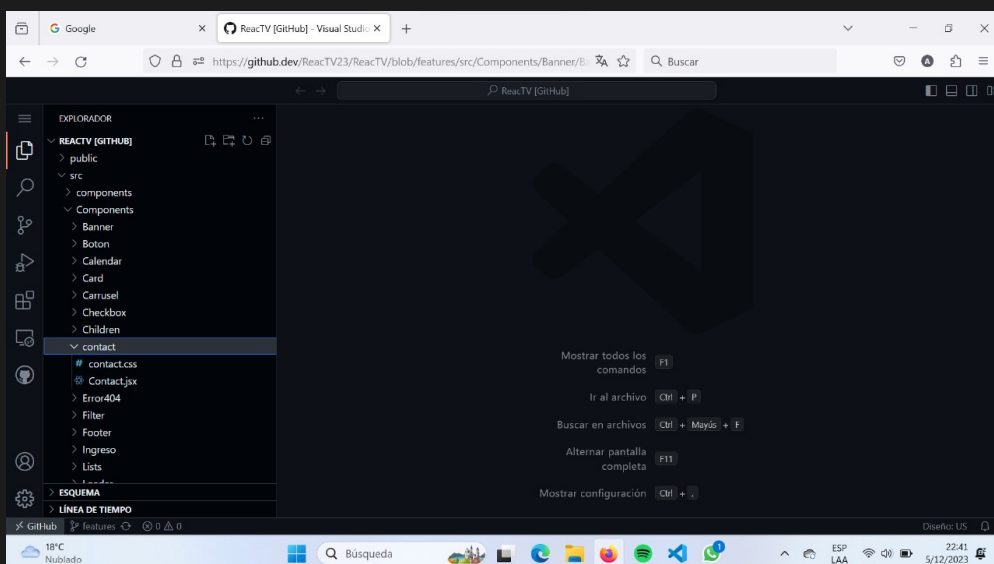 Google
ReacTV [GitHub] - Visual Studio
https://github.dev/ReacTV23/ReacTV/blob/features/src/Components/Banner/B
Buscar
ReacTV [GitHub]
EXPLORADOR
REACTV [GITHUB]
public
src
components
Components
Banner
Boton
Calendar
Card
Carrusel
Checkbox
Children
contact
# contact.css
Contact.jsx
Error404
Filter
Footer
Ingreso
Lists
ESQUEMA
LÍNEA DE TIEMPO
Mostrar todos los
comandos
F1
Ir al archivo Ctrl + P
Buscar en archivos Ctrl + Mayús + F
Alternar pantalla
completa
F11
Mostrar configuración Ctrl + ,
GitHub features 0 0
Diseño: US
18°C
Nublado
Búsqueda
ESP
LAA
22:41
5/12/2023